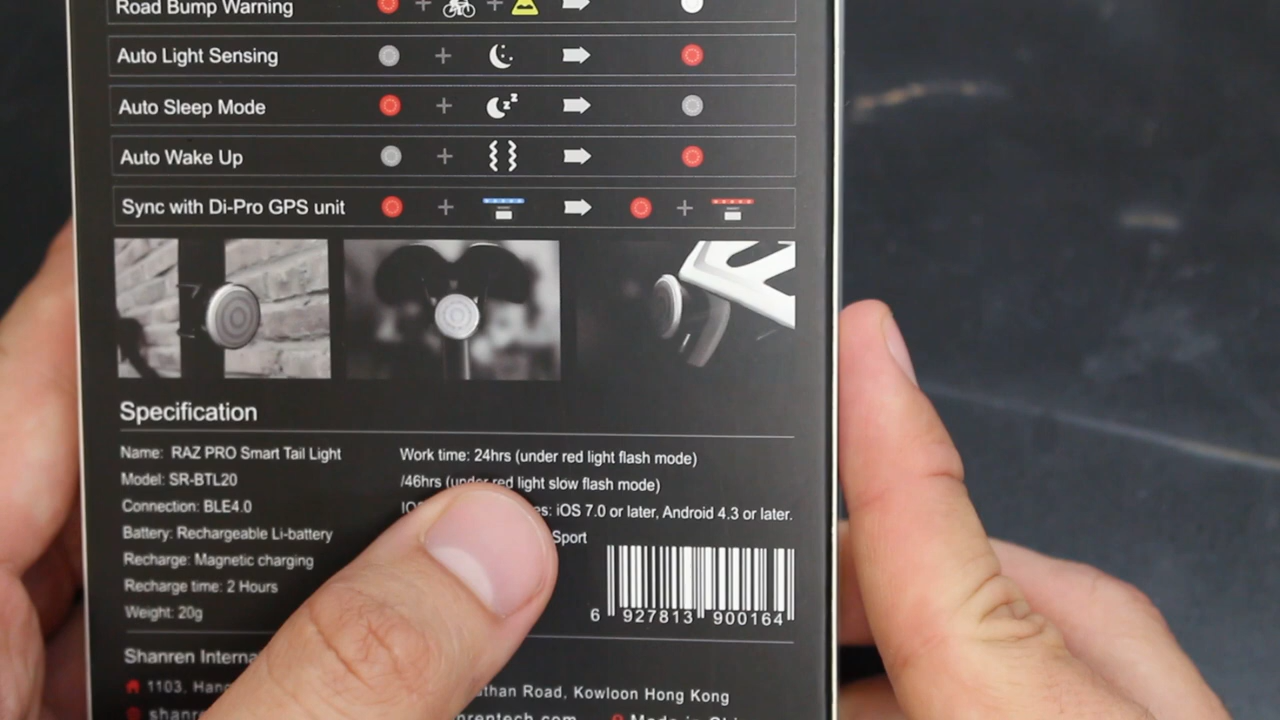 Road Bump Warning
Auto Light Sensing
Auto Sleep Mode
Auto Wake Up
Sync with Di-Pro GPS unit
Specification
Name: RAZ PRO Smart Tail Light
Model: SR-BTL20
Connection: BLE4.0
Battery: Rechargeable Li-battery
Recharge: Magnetic charging
Recharge time: 2 Hours
Weight: 20g
Work time: 24hrs (under red light flash mode)
/46hrs (under red light slow flash mode)
iOS 7.0 or later, Android 4.3 or later.
Sport
6 927813 900164
Shanren
1103,
Road, Kowloon Hong Kong
Made in